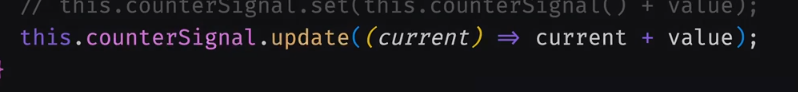 // this.counterSignal.set(this.counterSignal() + value);
this.counterSignal.update((current) => current + value);
}